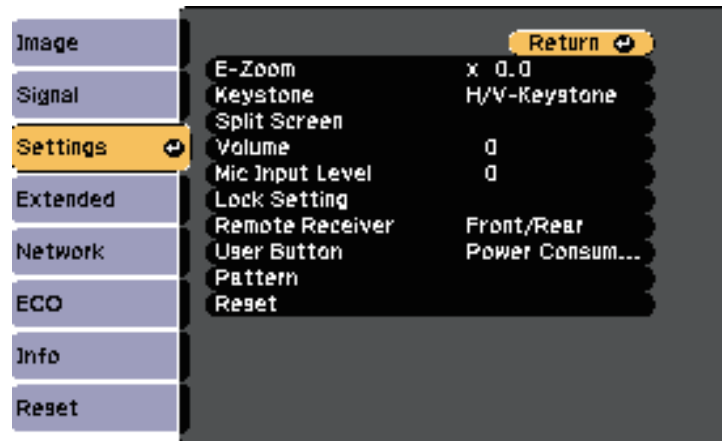 Image
Signal
Settings
Extended
Network
ECO
Info
Reset
Return
E-Zoom x 0.0
Keystone H/V-Keystone
Split Screen
Volume 0
Mic Input Level 0
Lock Setting
Remote Receiver Front/Rear
User Button Power Consum...
Pattern
Reset